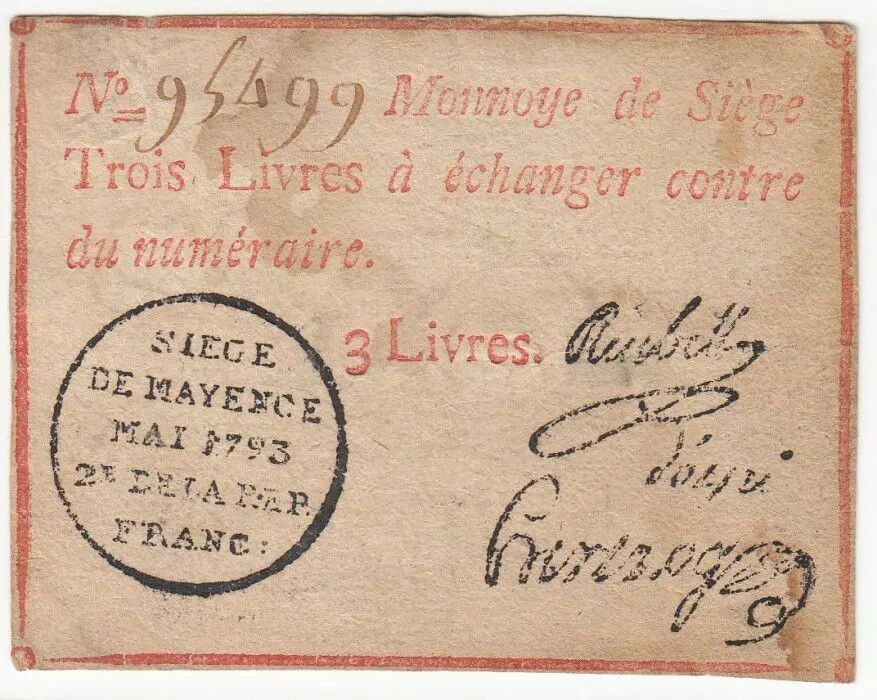 No 95499 Monnoye de Siège
Trois Livres à échanger contre
du numéraire.
3 Livres.
SIEGE
DE MAYENCE
MAI 1793
2E DE LA REP
FRANC:
Reubell